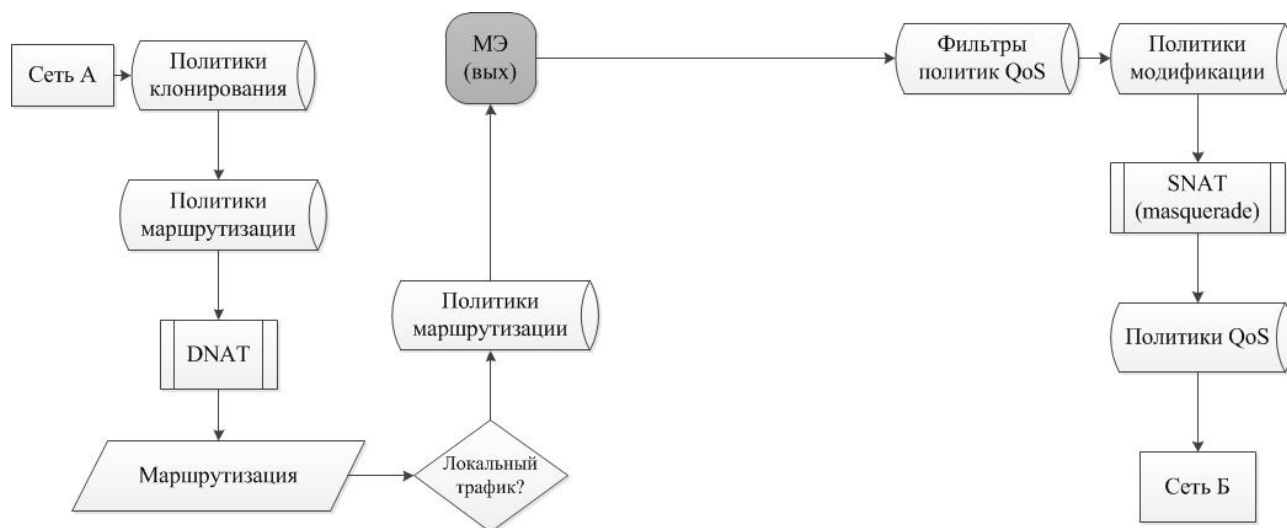 Сеть А
Политики
клонирования
Политики
маршрутизации
DNAT
Маршрутизация
Локальный
трафик?
Политики
маршрутизации
МЭ
(вых)
Фильтры
политик QoS
Политики
модификации
SNAT
(masquerade)
Политики QoS
Сеть Б